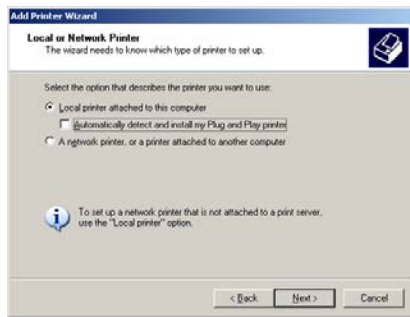 Add Printer Wizard
Local or Network Printer
The wizard needs to know which type of printer to set up.
Select the option that describes the printer you want to use:
Local printer attached to this computer
Automatically detect and install my Plug and Play printer
A network printer, or a printer attached to another computer
To set up a network printer that is not attached to a print server,
use the "Local printer" option.
< Back Next > Cancel